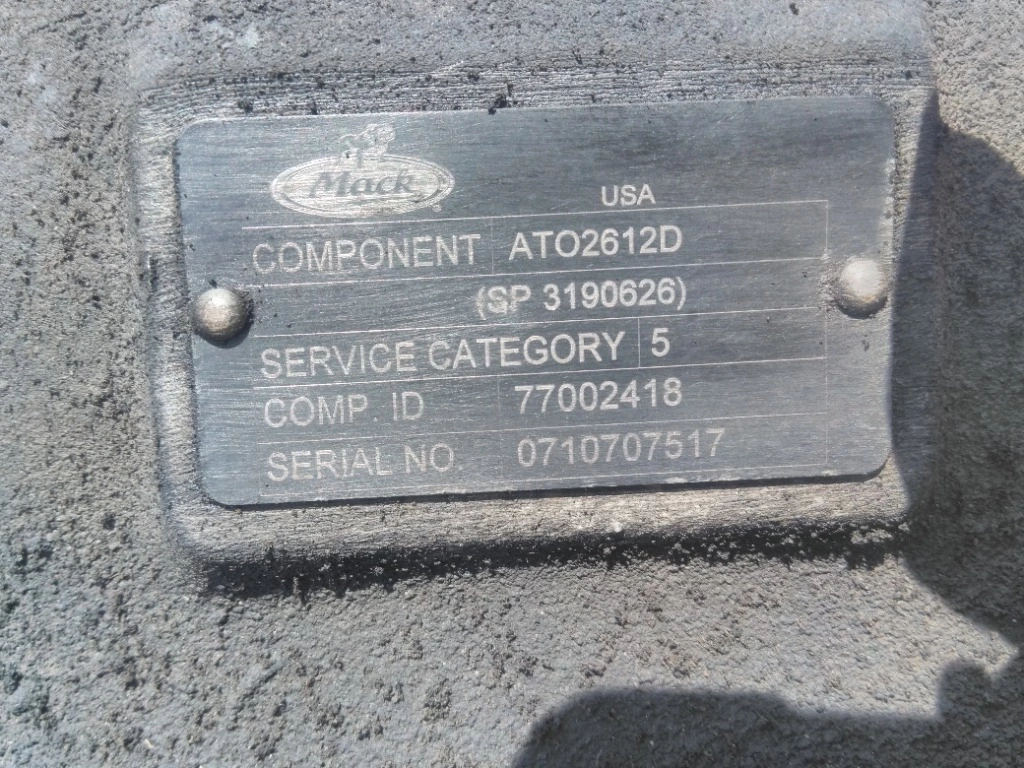 Mack
USA
COMPONENT ATO2612D
(SP 3190626)
SERVICE CATEGORY 5
COMP. ID 77002418
SERIAL NO. 0710707517